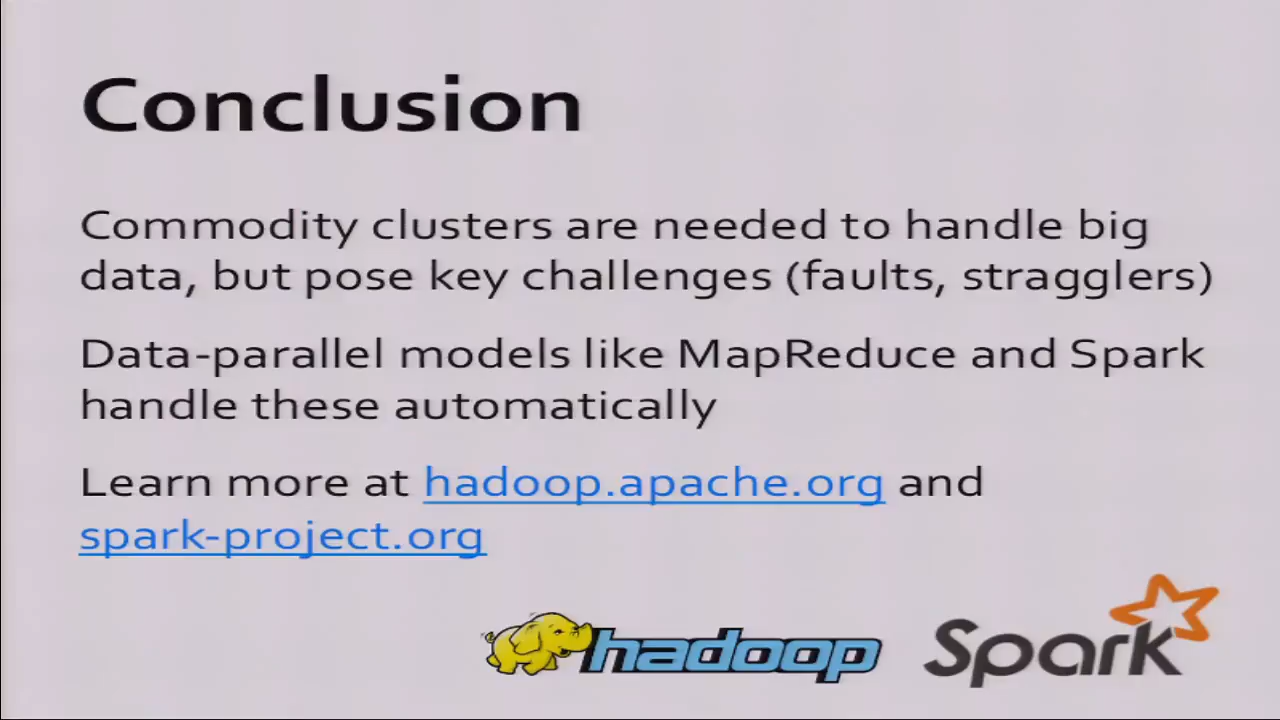 Conclusion
Commodity clusters are needed to handle big
data, but pose key challenges (faults, stragglers)
Data-parallel models like MapReduce and Spark
handle these automatically
Learn more at hadoop.apache.org and
spark-project.org
hadoop
Spark